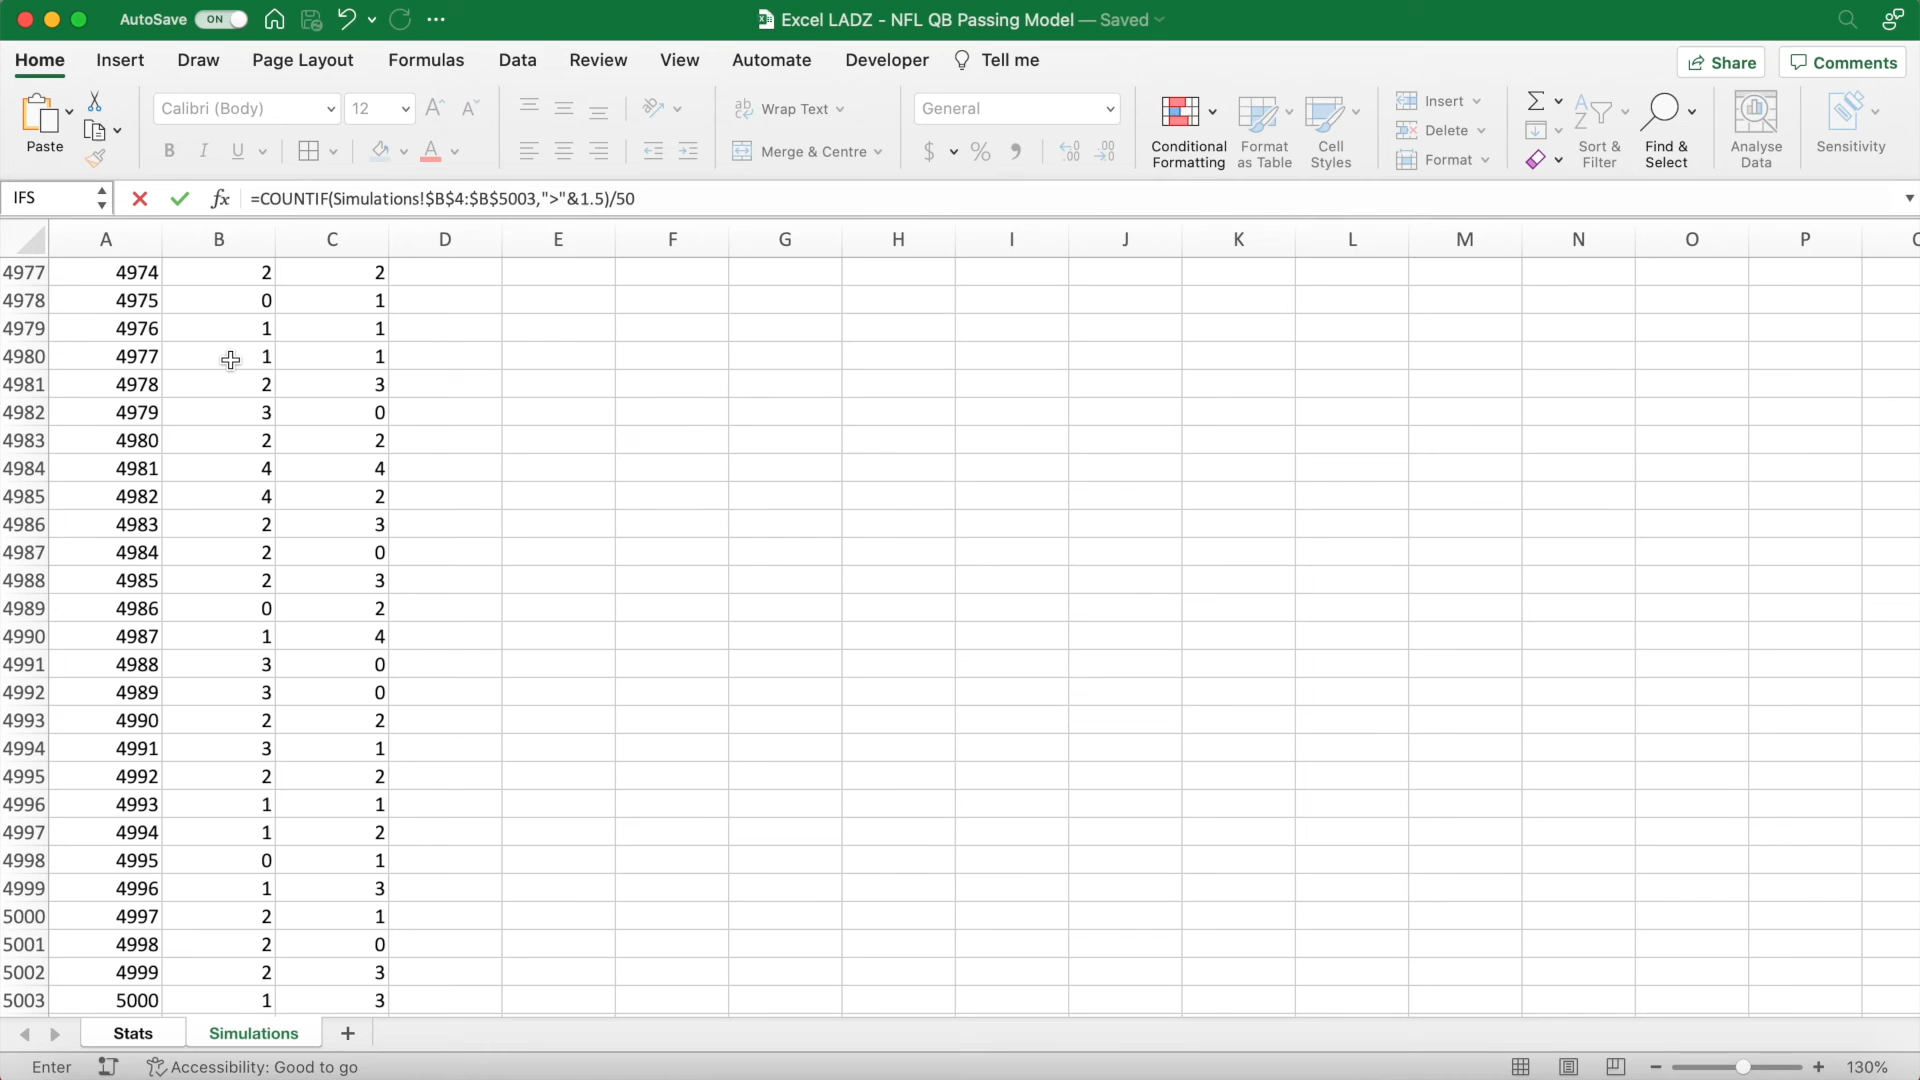 AutoSave ON Excel LADZ - NFL QB Passing Model — Saved
Home Insert Draw Page Layout Formulas Data Review View Automate Developer Tell me Share Comments
Paste Calibri (Body) 12 B I U ab Wrap Text Merge & Centre General $ % Conditional Formatting Format as Table Cell Styles Insert Delete Format Sort & Filter Find & Select Analyse Data Sensitivity
IFS fx =COUNTIF(Simulations!$B$4:$B$5003,">"&1.5)/50
A B C D E F G H I J K L M N O P
4977 4974 2 2
4978 4975 0 1
4979 4976 1 1
4980 4977 1 1
4981 4978 2 3
4982 4979 3 0
4983 4980 2 2
4984 4981 4 4
4985 4982 4 2
4986 4983 2 3
4987 4984 2 0
4988 4985 2 3
4989 4986 0 2
4990 4987 1 4
4991 4988 3 0
4992 4989 3 0
4993 4990 2 2
4994 4991 3 1
4995 4992 2 2
4996 4993 1 1
4997 4994 1 2
4998 4995 0 1
4999 4996 1 3
5000 4997 2 1
5001 4998 2 0
5002 4999 2 3
5003 5000 1 3
Stats Simulations +
Enter Accessibility: Good to go 130%